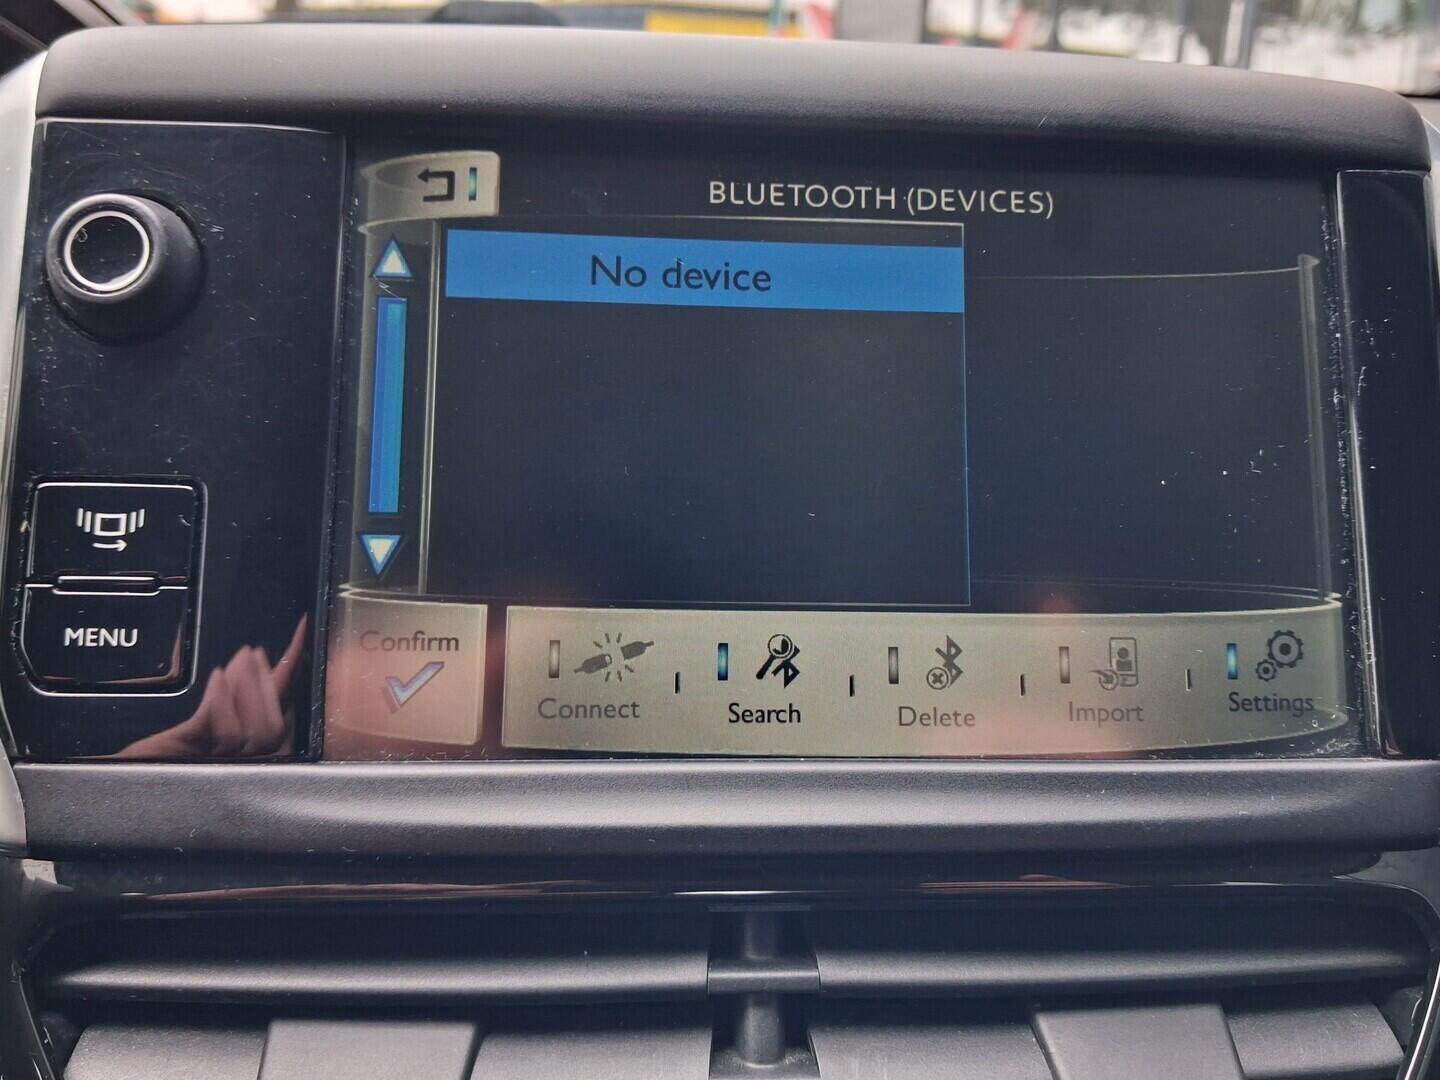 BLUETOOTH (DEVICES)
No device
MENU
Confirm
Connect
Search
Delete
Import
Settings